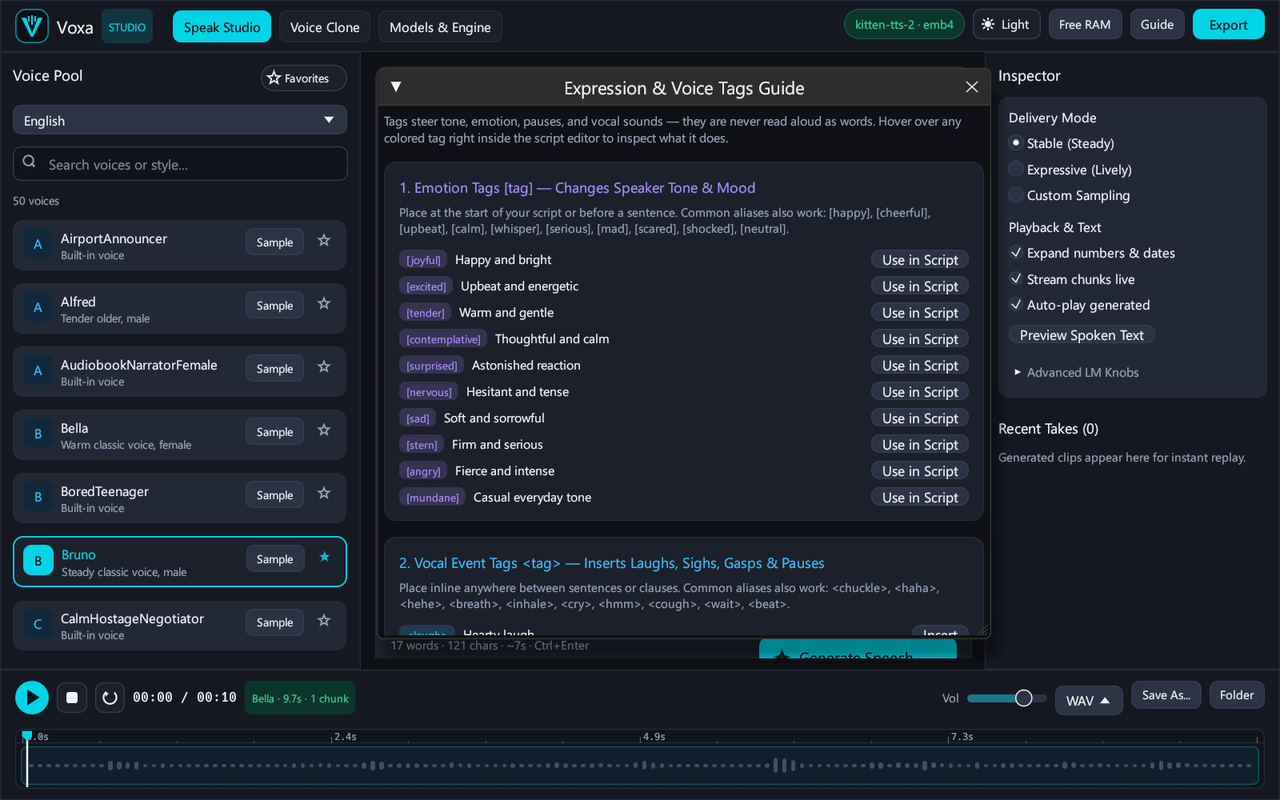 Voxa
STUDIO
Speak Studio
Voice Clone
Models & Engine
kitten-tts-2 · emb4
Light
Free RAM
Guide
Export
Voice Pool
Favorites
English
Search voices or style...
50 voices
A
AirportAnnouncer
Built-in voice
Sample
A
Alfred
Tender older, male
Sample
A
AudiobookNarratorFemale
Built-in voice
Sample
B
Bella
Warm classic voice, female
Sample
B
BoredTeenager
Built-in voice
Sample
B
Bruno
Steady classic voice, male
Sample
C
CalmHostageNegotiator
Built-in voice
Sample
Expression & Voice Tags Guide
Tags steer tone, emotion, pauses, and vocal sounds — they are never read aloud as words. Hover over any
colored tag right inside the script editor to inspect what it does.
1. Emotion Tags [tag] — Changes Speaker Tone & Mood
Place at the start of your script or before a sentence. Common aliases also work: [happy], [cheerful],
[upbeat], [calm], [whisper], [serious], [mad], [scared], [shocked], [neutral].
[joyful] Happy and bright Use in Script
[excited] Upbeat and energetic Use in Script
[tender] Warm and gentle Use in Script
[contemplative] Thoughtful and calm Use in Script
[surprised] Astonished reaction Use in Script
[nervous] Hesitant and tense Use in Script
[sad] Soft and sorrowful Use in Script
[stern] Firm and serious Use in Script
[angry] Fierce and intense Use in Script
[mundane] Casual everyday tone Use in Script
2. Vocal Event Tags <tag> — Inserts Laughs, Sighs, Gasps & Pauses
Place inline anywhere between sentences or clauses. Common aliases also work: <chuckle>, <haha>,
<hehe>, <breath>, <inhale>, <cry>, <hmm>, <cough>, <wait>, <beat>.
<laugh> Hearty laugh Insert
17 words · 121 chars · ~7s · Ctrl+Enter
Generate Speech
Inspector
Delivery Mode
Stable (Steady)
Expressive (Lively)
Custom Sampling
Playback & Text
Expand numbers & dates
Stream chunks live
Auto-play generated
Preview Spoken Text
Advanced LM Knobs
Recent Takes (0)
Generated clips appear here for instant replay.
00:00 / 00:10
Bella · 9.7s · 1 chunk
Vol
WAV
Save As...
Folder
.0s
2.4s
4.9s
7.3s